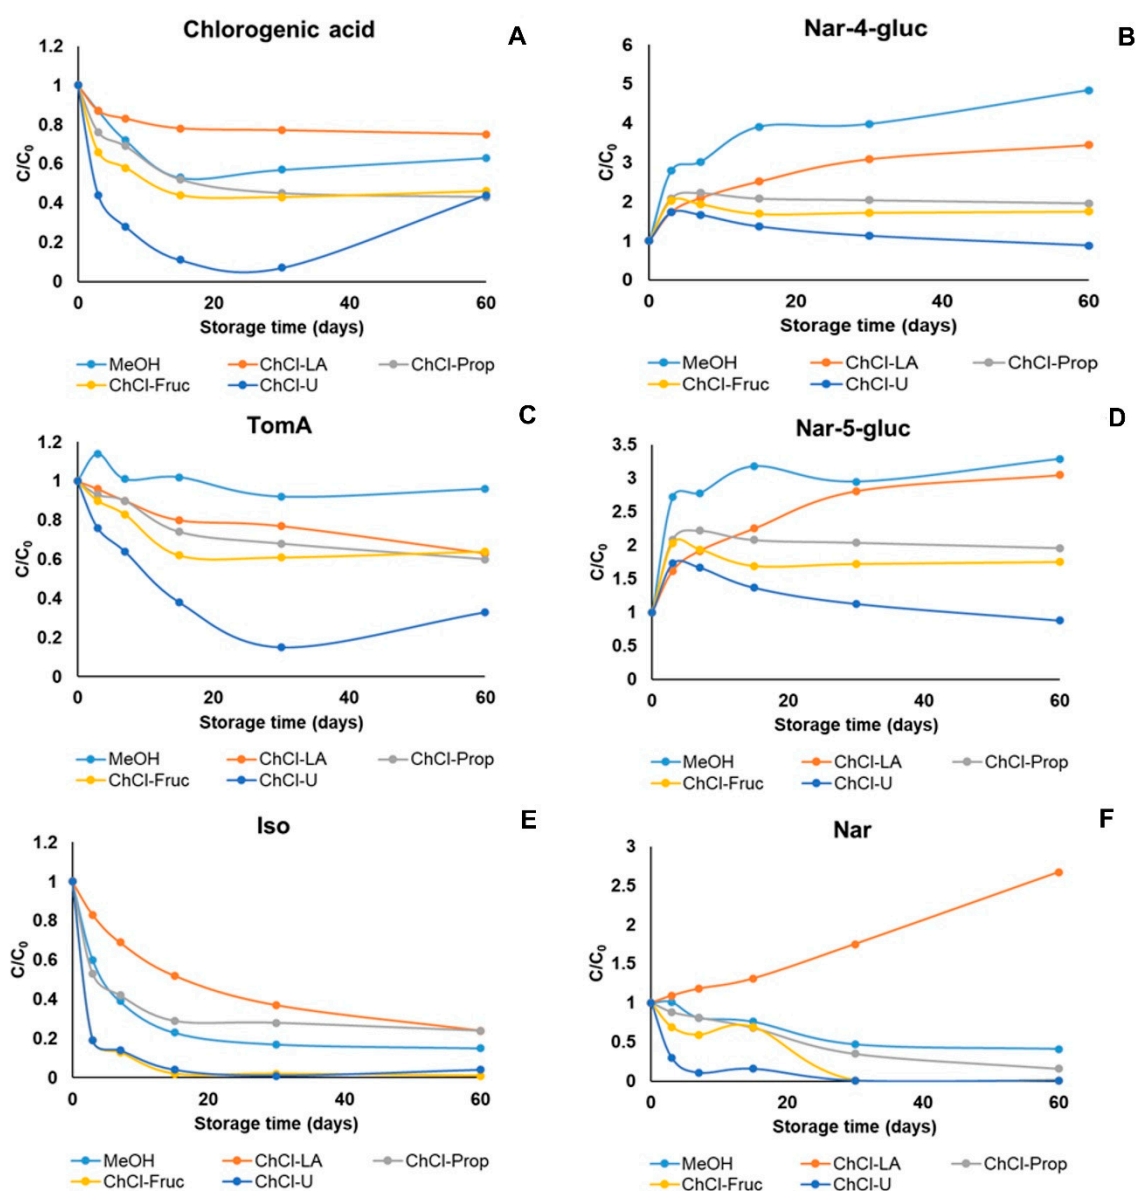 Chlorogenic acid
A
1.2
1
0.8
0.6
0.4
0.2
0
C/C0
0 20 40 60
Storage time (days)
MeOH ChCl-LA ChCl-Prop
ChCl-Fruc ChCl-U
Nar-4-gluc
B
6
5
4
3
2
1
0
C/C0
0 20 40 60
Storage time (days)
MeOH ChCl-LA ChCl-Prop
ChCl-Fruc ChCl-U
TomA
C
1.2
1
0.8
0.6
0.4
0.2
0
C/C0
0 20 40 60
Storage time (days)
MeOH ChCl-LA ChCl-Prop
ChCl-Fruc ChCl-U
Nar-5-gluc
D
3.5
3
2.5
2
1.5
1
0.5
0
C/C0
0 20 40 60
Storage time (days)
MeOH ChCl-LA ChCl-Prop
ChCl-Fruc ChCl-U
Iso
E
1.2
1
0.8
0.6
0.4
0.2
0
C/C0
0 20 40 60
Storage time (days)
MeOH ChCl-LA ChCl-Prop
ChCl-Fruc ChCl-U
Nar
F
3
2.5
2
1.5
1
0.5
0
C/C0
0 20 40 60
Storage time (days)
MeOH ChCl-LA ChCl-Prop
ChCl-Fruc ChCl-U